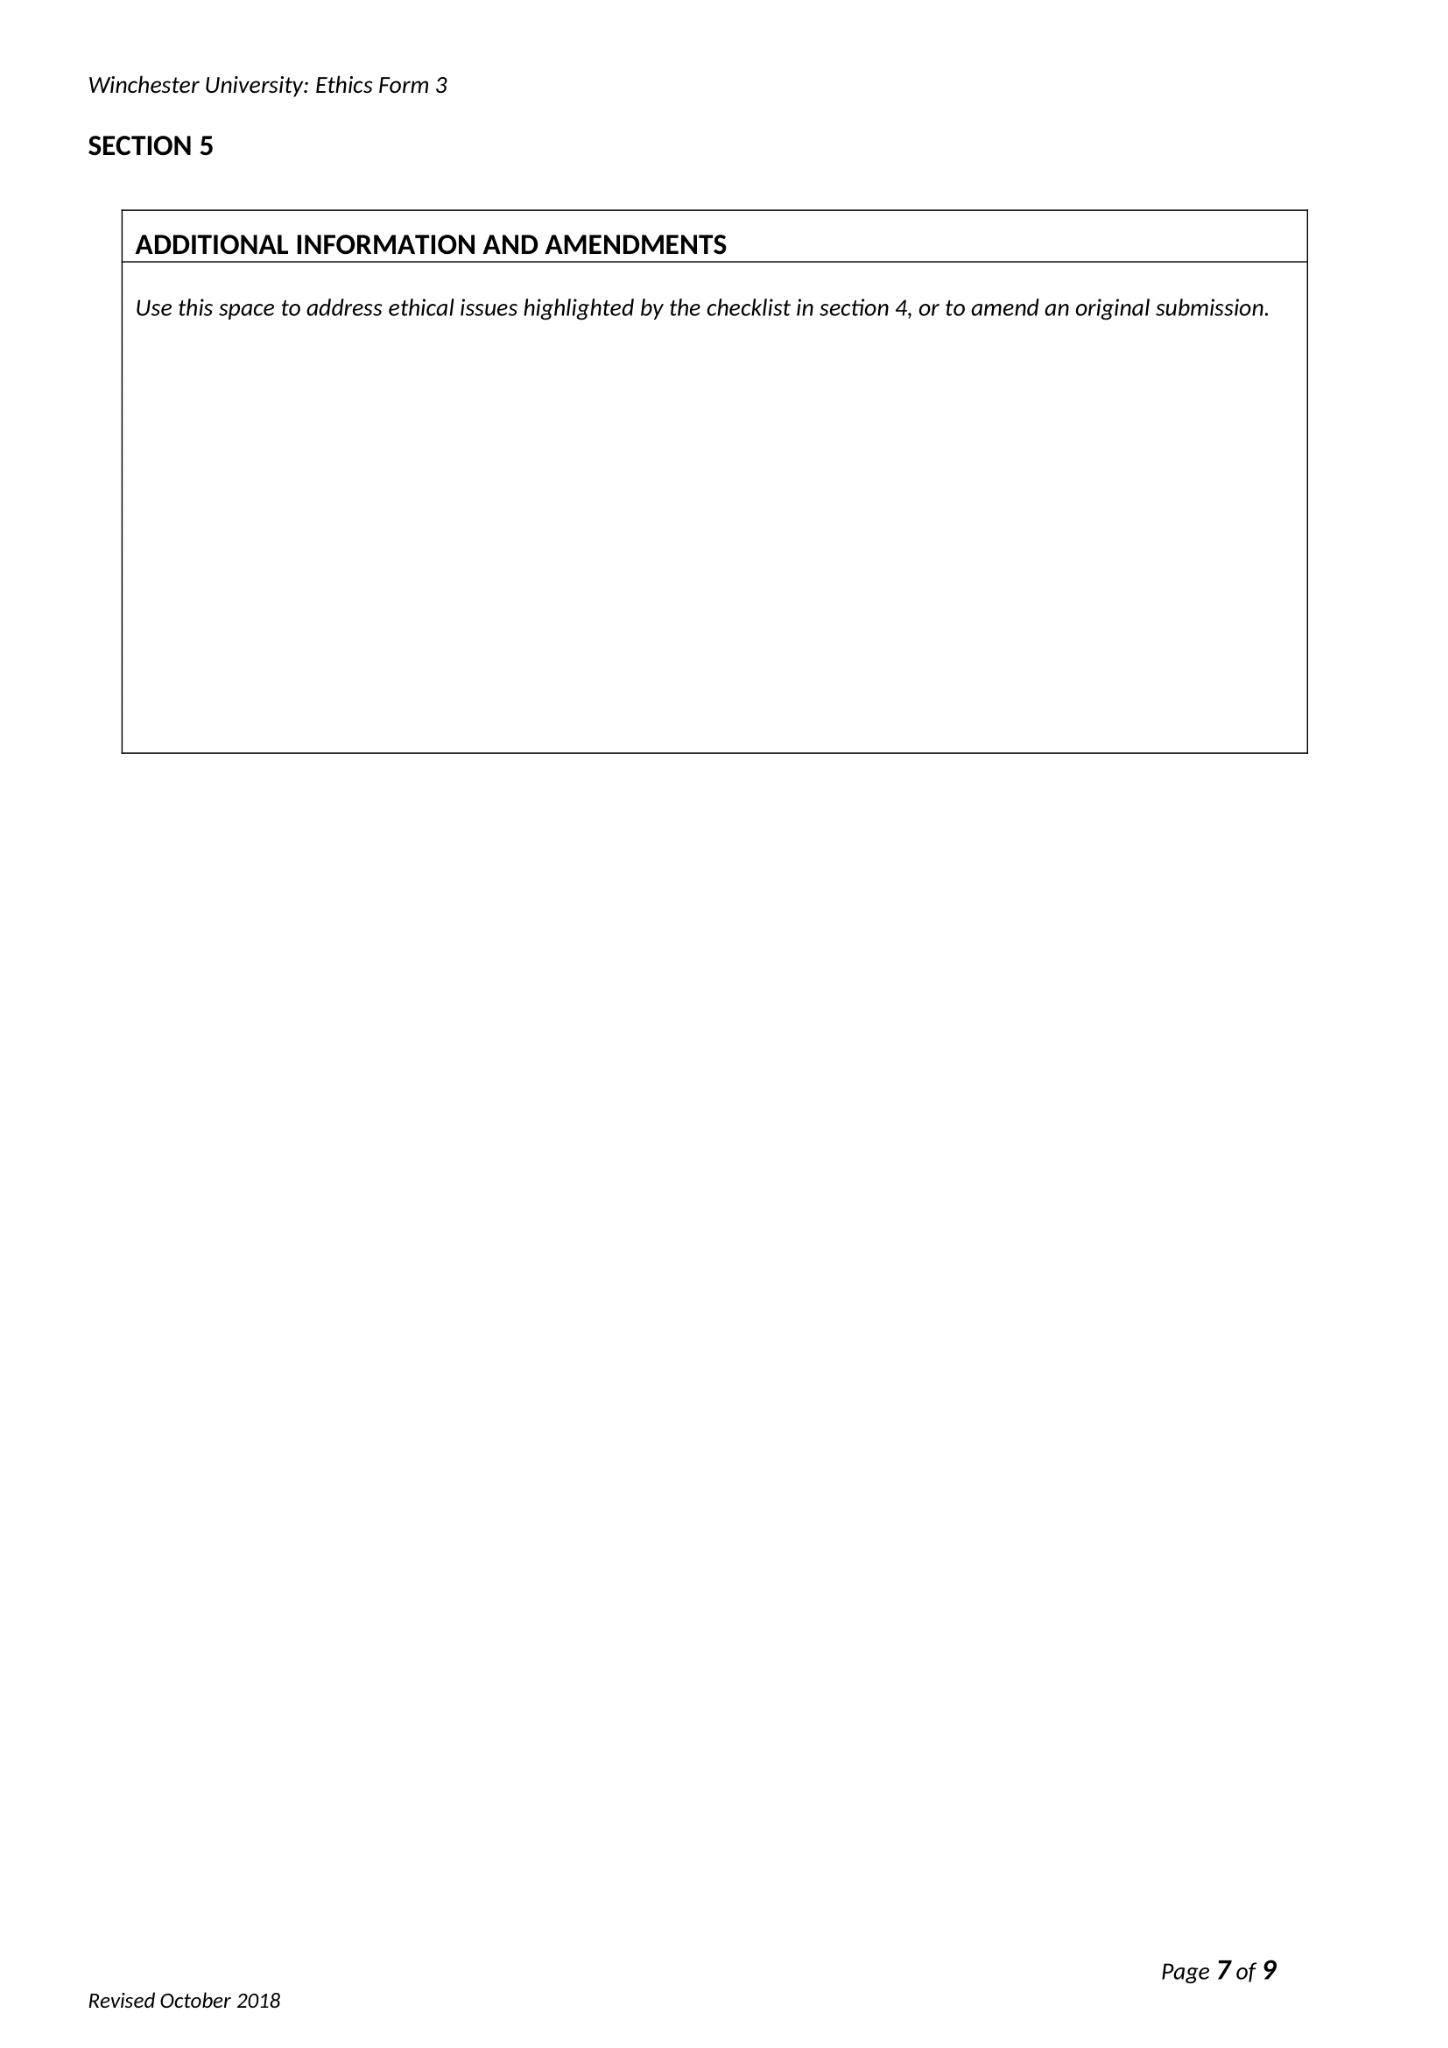 Winchester University: Ethics Form 3
SECTION 5
ADDITIONAL INFORMATION AND AMENDMENTS
Use this space to address ethical issues highlighted by the checklist in section 4, or to amend an original submission.
Page 7 of 9
Revised October 2018